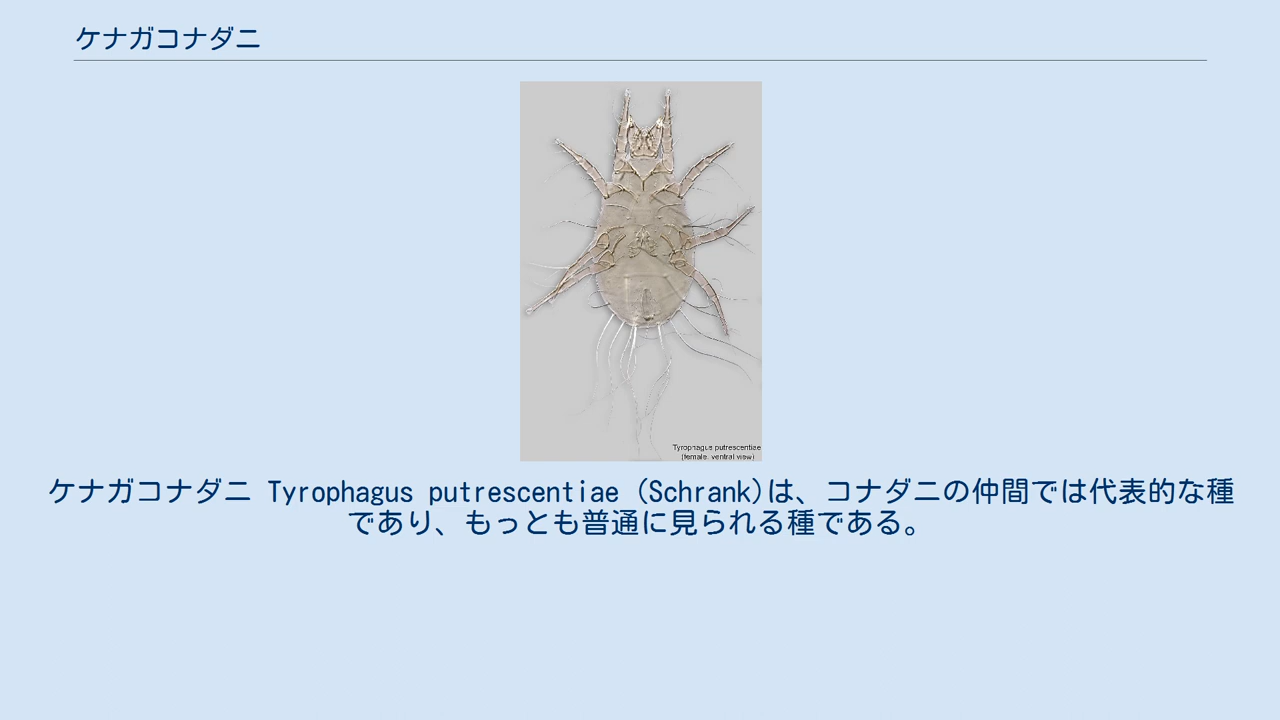 ケナガコナダニ
Tyrophagus putrescentiae
(female, ventral view)
ケナガコナダニ Tyrophagus putrescentiae (Schrank)は、コナダニの仲間では代表的な種
であり、もっとも普通に見られる種である。